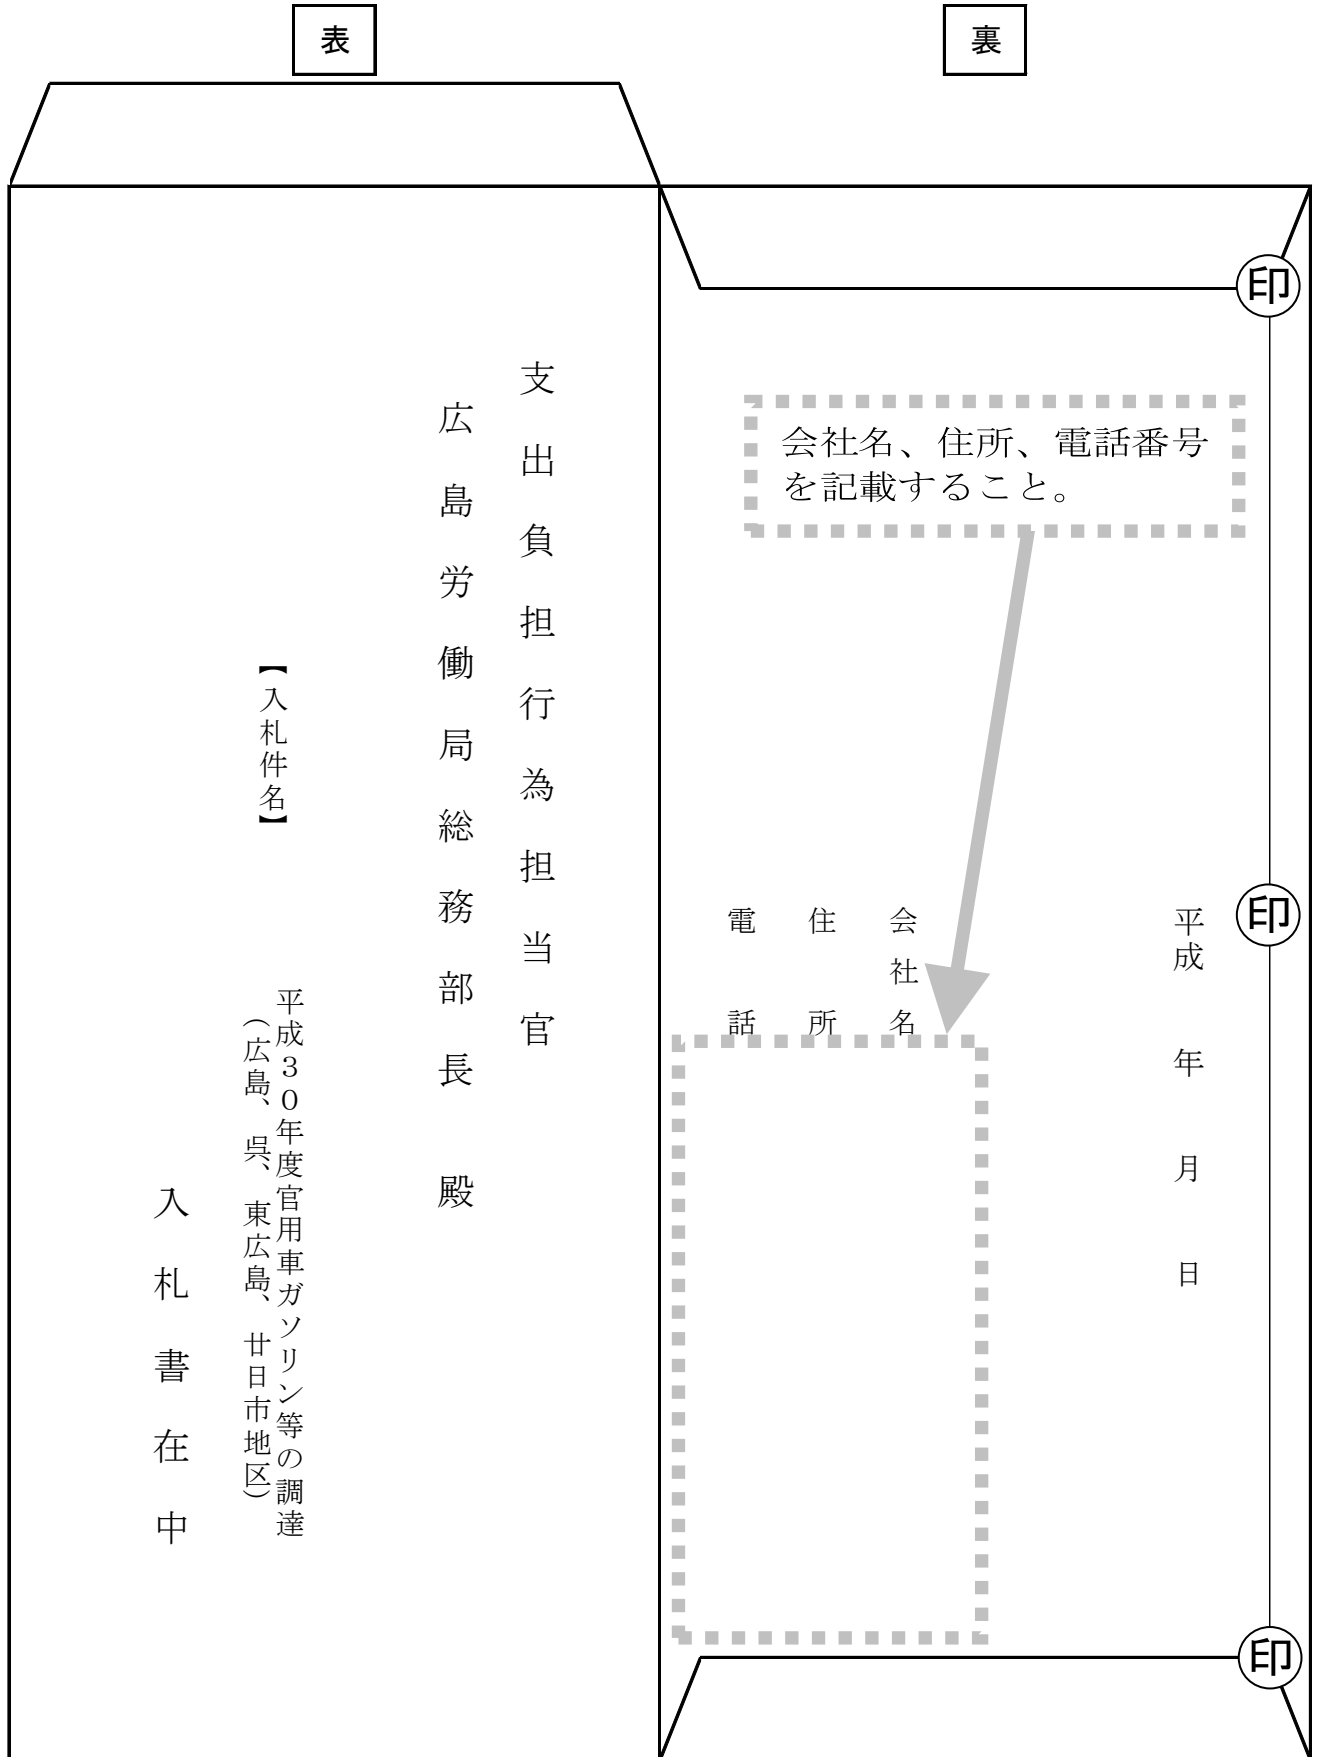 表
支出負担行為担当官
広島労働局総務部長 殿
【入札件名】
平成３０年度官用車ガソリン等の調達
（広島、呉、東広島、廿日市地区）
入札書在中
裏
印
会社名、住所、電話番号
を記載すること。
印
平成 年 月 日
会社名
住所
電話
印